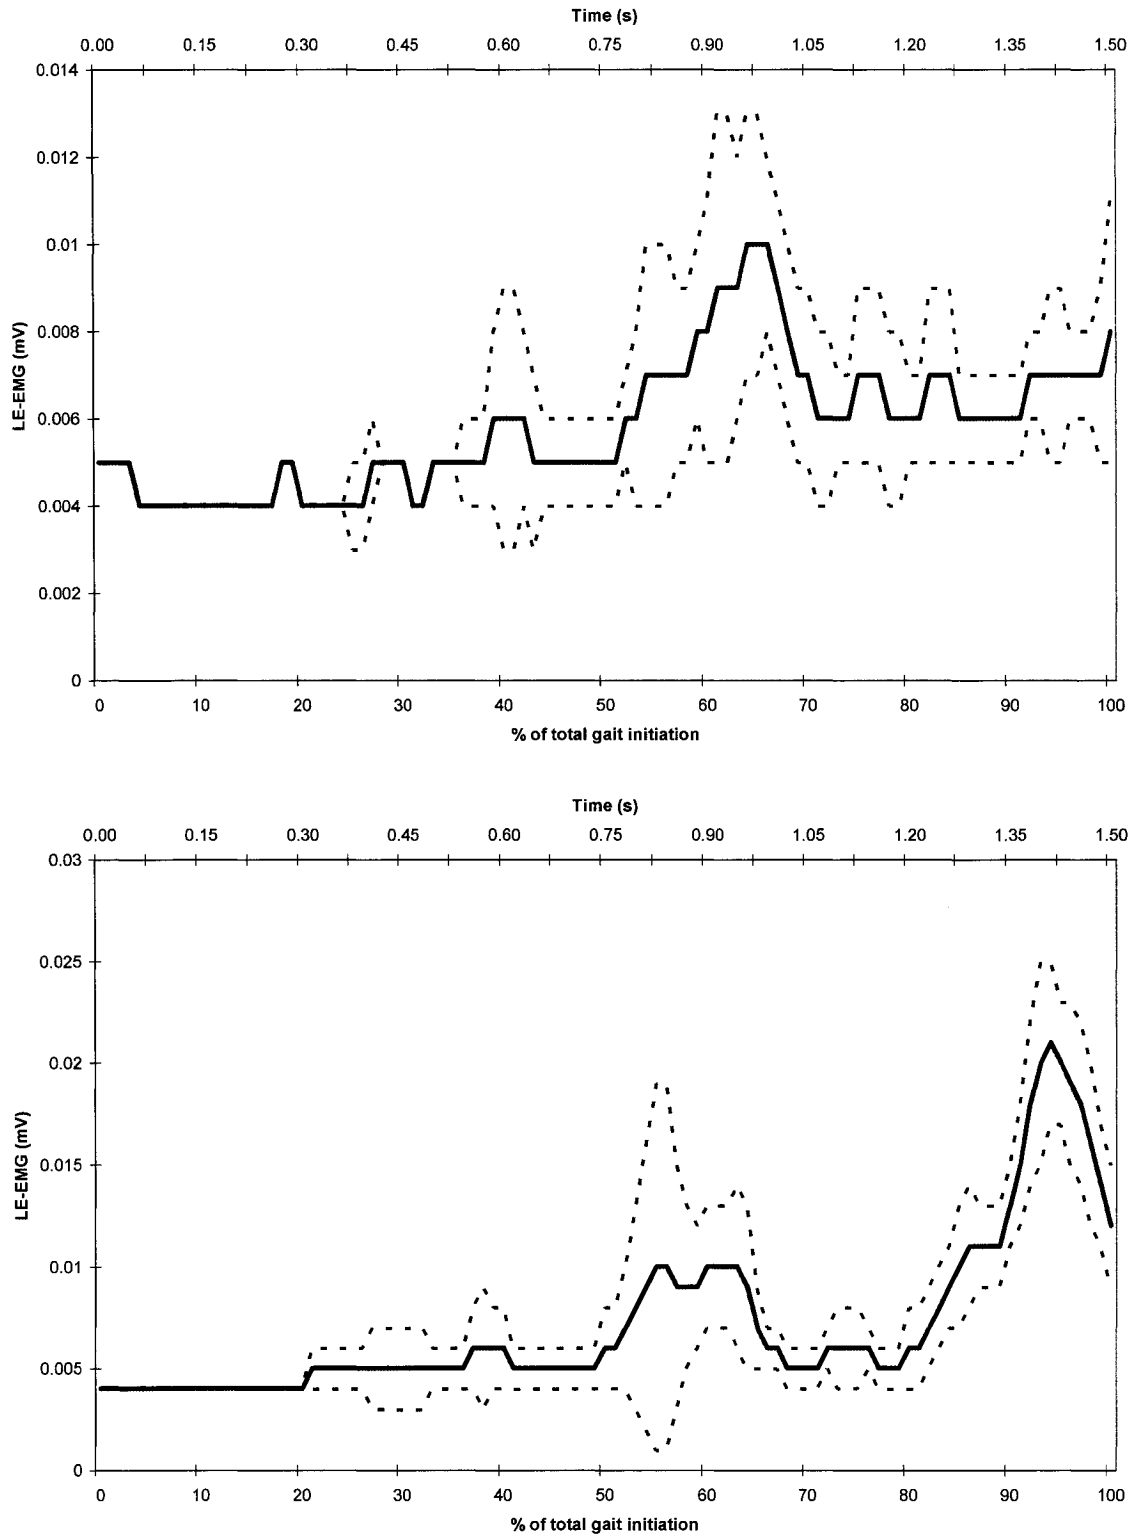 Time (s)
0.00 0.15 0.30 0.45 0.60 0.75 0.90 1.05 1.20 1.35 1.50
0.014
0.012
0.01
0.008
0.006
0.004
0.002
0
LE-EMG (mV)
0 10 20 30 40 50 60 70 80 90 100
% of total gait initiation
Time (s)
0.00 0.15 0.30 0.45 0.60 0.75 0.90 1.05 1.20 1.35 1.50
0.03
0.025
0.02
0.015
0.01
0.005
0
LE-EMG (mV)
0 10 20 30 40 50 60 70 80 90 100
% of total gait initiation